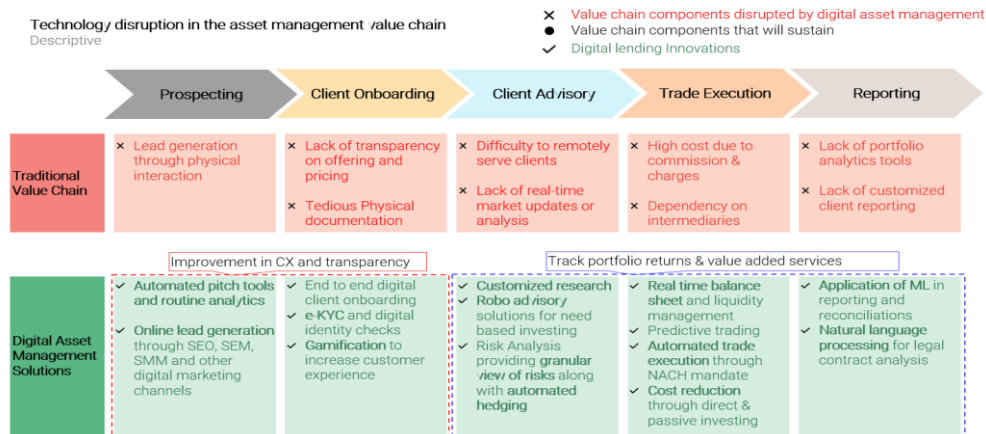 Technology disruption in the asset management value chain
Descriptive
× Value chain components disrupted by digital asset management
● Value chain components that will sustain
✓ Digital lending Innovations
Prospecting
Client Onboarding
Client Advisory
Trade Execution
Reporting
Traditional
Value Chain
× Lead generation
through physical
interaction
× Lack of transparency
on offering and
pricing
× Tedious Physical
documentation
× Difficulty to remotely
serve clients
× Lack of real-time
market updates or
analysis
× High cost due to
commission &
charges
× Dependency on
intermediaries
× Lack of portfolio
analytics tools
× Lack of customized
client reporting
Improvement in CX and transparency
Track portfolio returns & value added services
Digital Asset
Management
Solutions
✓ Automated pitch tools
and routine analytics
✓ Online lead generation
through SEO, SEM,
SMM and other
digital marketing
channels
✓ End to end digital
client onboarding
✓ e-KYC and digital
identity checks
✓ Gamification to
increase customer
experience
✓ Customized research
✓ Robo advisory
solutions for need
based investing
✓ Risk Analysis
providing granular
view of risks along
with automated
hedging
✓ Real time balance
sheet and liquidity
management
✓ Predictive trading
✓ Automated trade
execution through
NACH mandate
✓ Cost reduction
through direct &
passive investing
✓ Application of ML in
reporting and
reconciliations
✓ Natural language
processing for legal
contract analysis